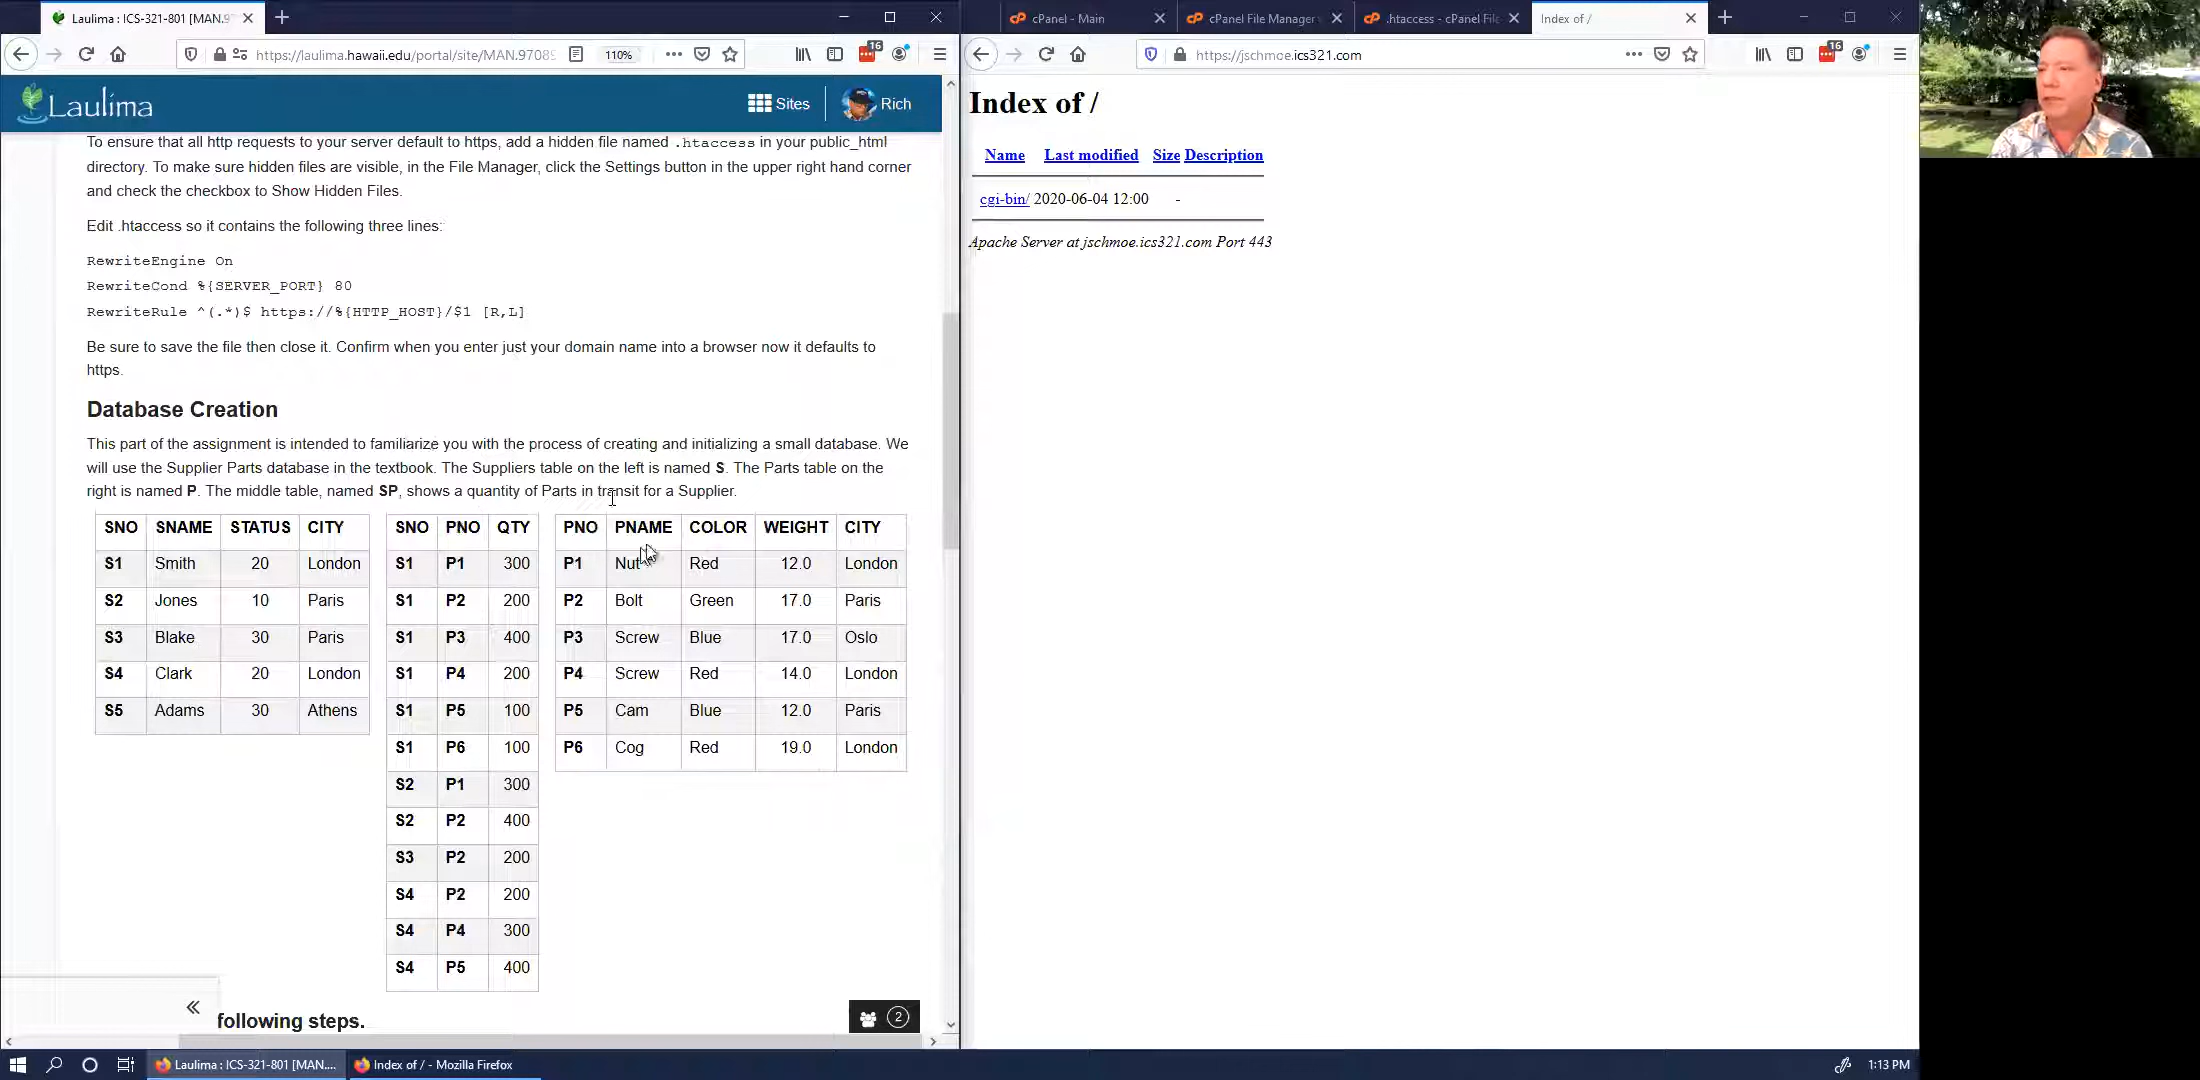 Laulima : ICS-321-801 [MAN.97
https://laulima.hawaii.edu/portal/site/MAN.9708
110%
16
Laulima
Sites
Rich
To ensure that all http requests to your server default to https, add a hidden file named .htaccess in your public_html
directory. To make sure hidden files are visible, in the File Manager, click the Settings button in the upper right hand corner
and check the checkbox to Show Hidden Files.
Edit .htaccess so it contains the following three lines:
RewriteEngine On
RewriteCond %{SERVER_PORT} 80
RewriteRule ^(.*)$ https://%{HTTP_HOST}/$1 [R,L]
Be sure to save the file then close it. Confirm when you enter just your domain name into a browser now it defaults to
https.
Database Creation
This part of the assignment is intended to familiarize you with the process of creating and initializing a small database. We
will use the Supplier Parts database in the textbook. The Suppliers table on the left is named S. The Parts table on the
right is named P. The middle table, named SP, shows a quantity of Parts in transit for a Supplier.
SNO SNAME STATUS CITY
S1 Smith 20 London
S2 Jones 10 Paris
S3 Blake 30 Paris
S4 Clark 20 London
S5 Adams 30 Athens
SNO PNO QTY
S1 P1 300
S1 P2 200
S1 P3 400
S1 P4 200
S1 P5 100
S1 P6 100
S2 P1 300
S2 P2 400
S3 P2 200
S4 P2 200
S4 P4 300
S4 P5 400
PNO PNAME COLOR WEIGHT CITY
P1 Nut Red 12.0 London
P2 Bolt Green 17.0 Paris
P3 Screw Blue 17.0 Oslo
P4 Screw Red 14.0 London
P5 Cam Blue 12.0 Paris
P6 Cog Red 19.0 London
following steps.
2
cPanel - Main
cPanel File Manager
.htaccess - cPanel File
Index of /
https://jschmoe.ics321.com
16
Index of /
Name Last modified Size Description
cgi-bin/ 2020-06-04 12:00 -
Apache Server at jschmoe.ics321.com Port 443
Laulima : ICS-321-801 [MAN....
Index of / - Mozilla Firefox
1:13 PM